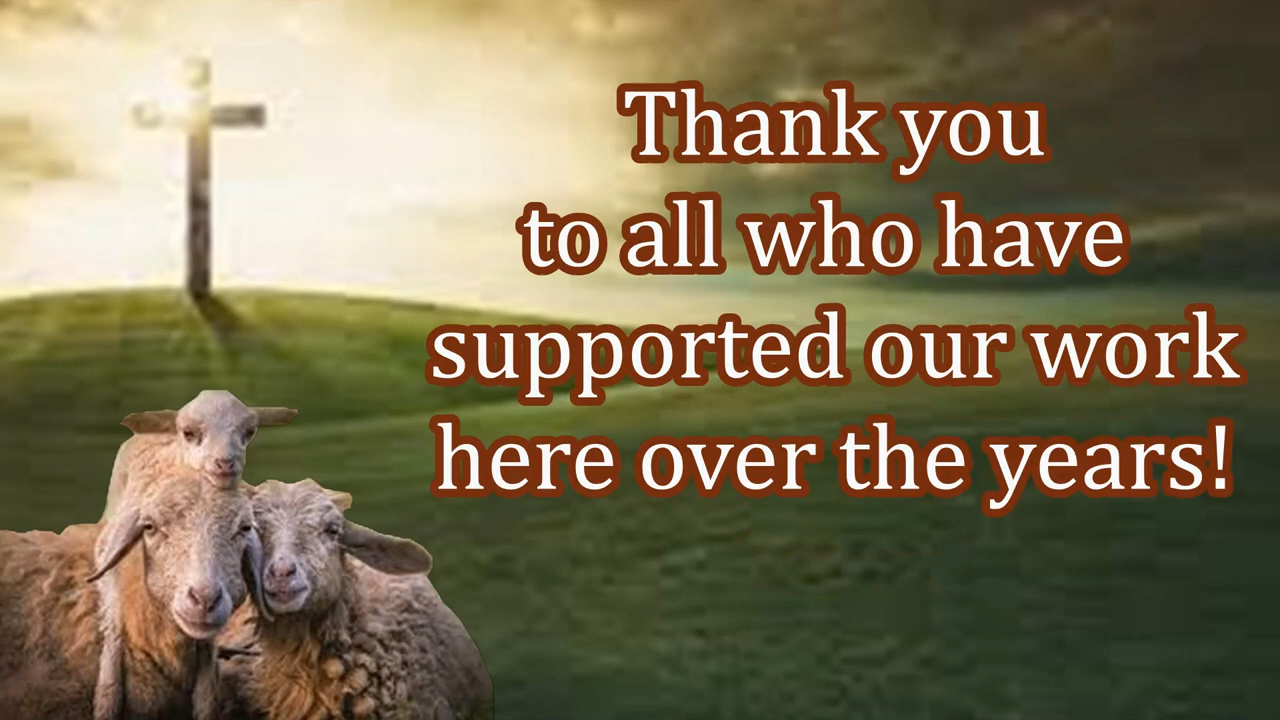 Thank you
to all who have
supported our work
here over the years!